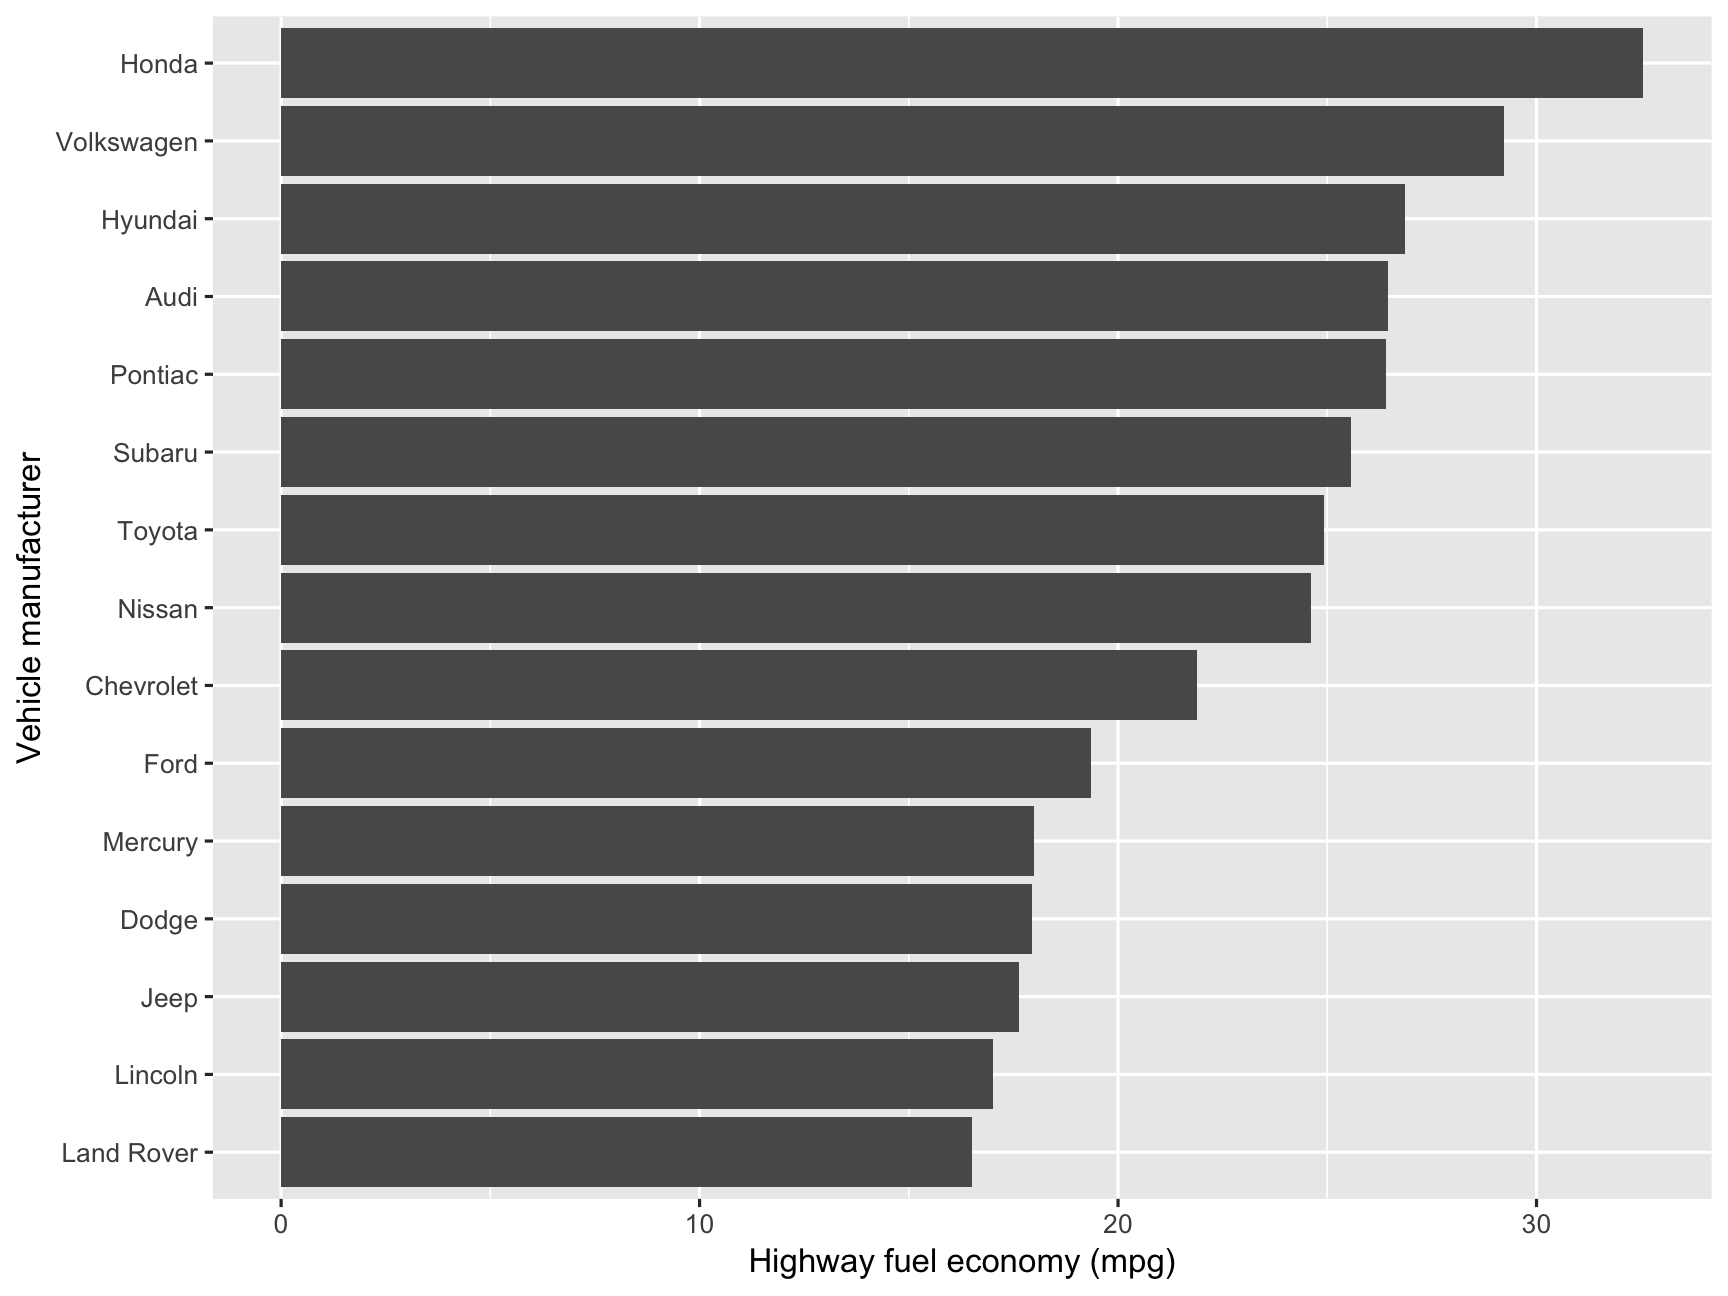 Honda
Volkswagen
Hyundai
Audi
Pontiac
Subaru
Toyota
Nissan
Chevrolet
Ford
Mercury
Dodge
Jeep
Lincoln
Land Rover
Vehicle manufacturer
0 10 20 30
Highway fuel economy (mpg)